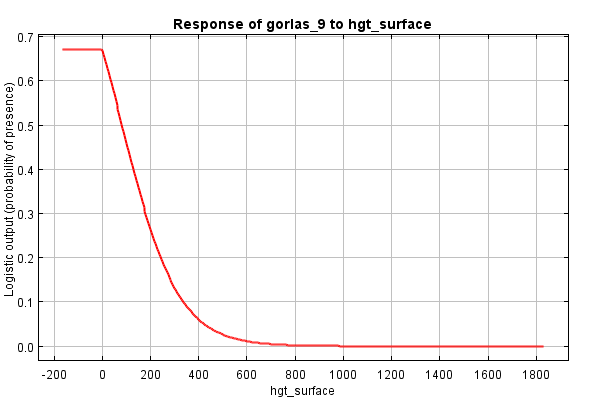 Response of gorlas_9 to hgt_surface
Logistic output (probability of presence)
0.7
0.6
0.5
0.4
0.3
0.2
0.1
0.0
-200 0 200 400 600 800 1000 1200 1400 1600 1800
hgt_surface